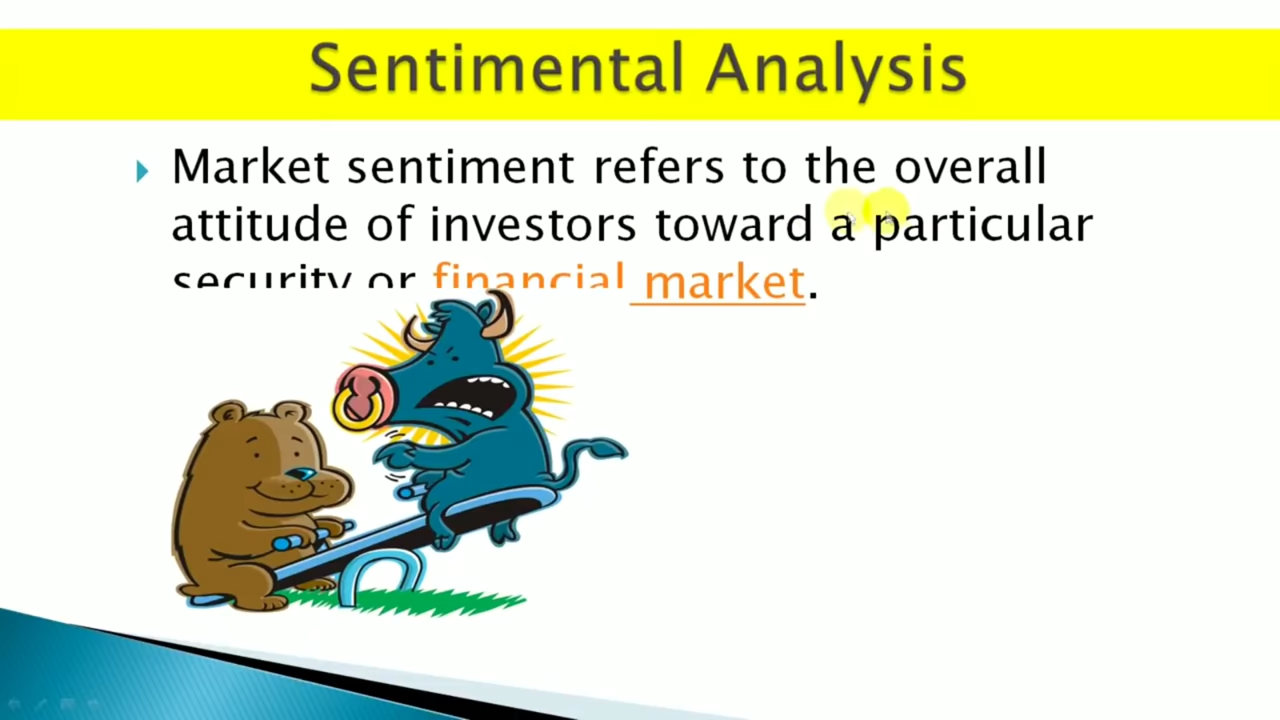 Sentimental Analysis
Market sentiment refers to the overall
attitude of investors toward a particular
security or financial market.